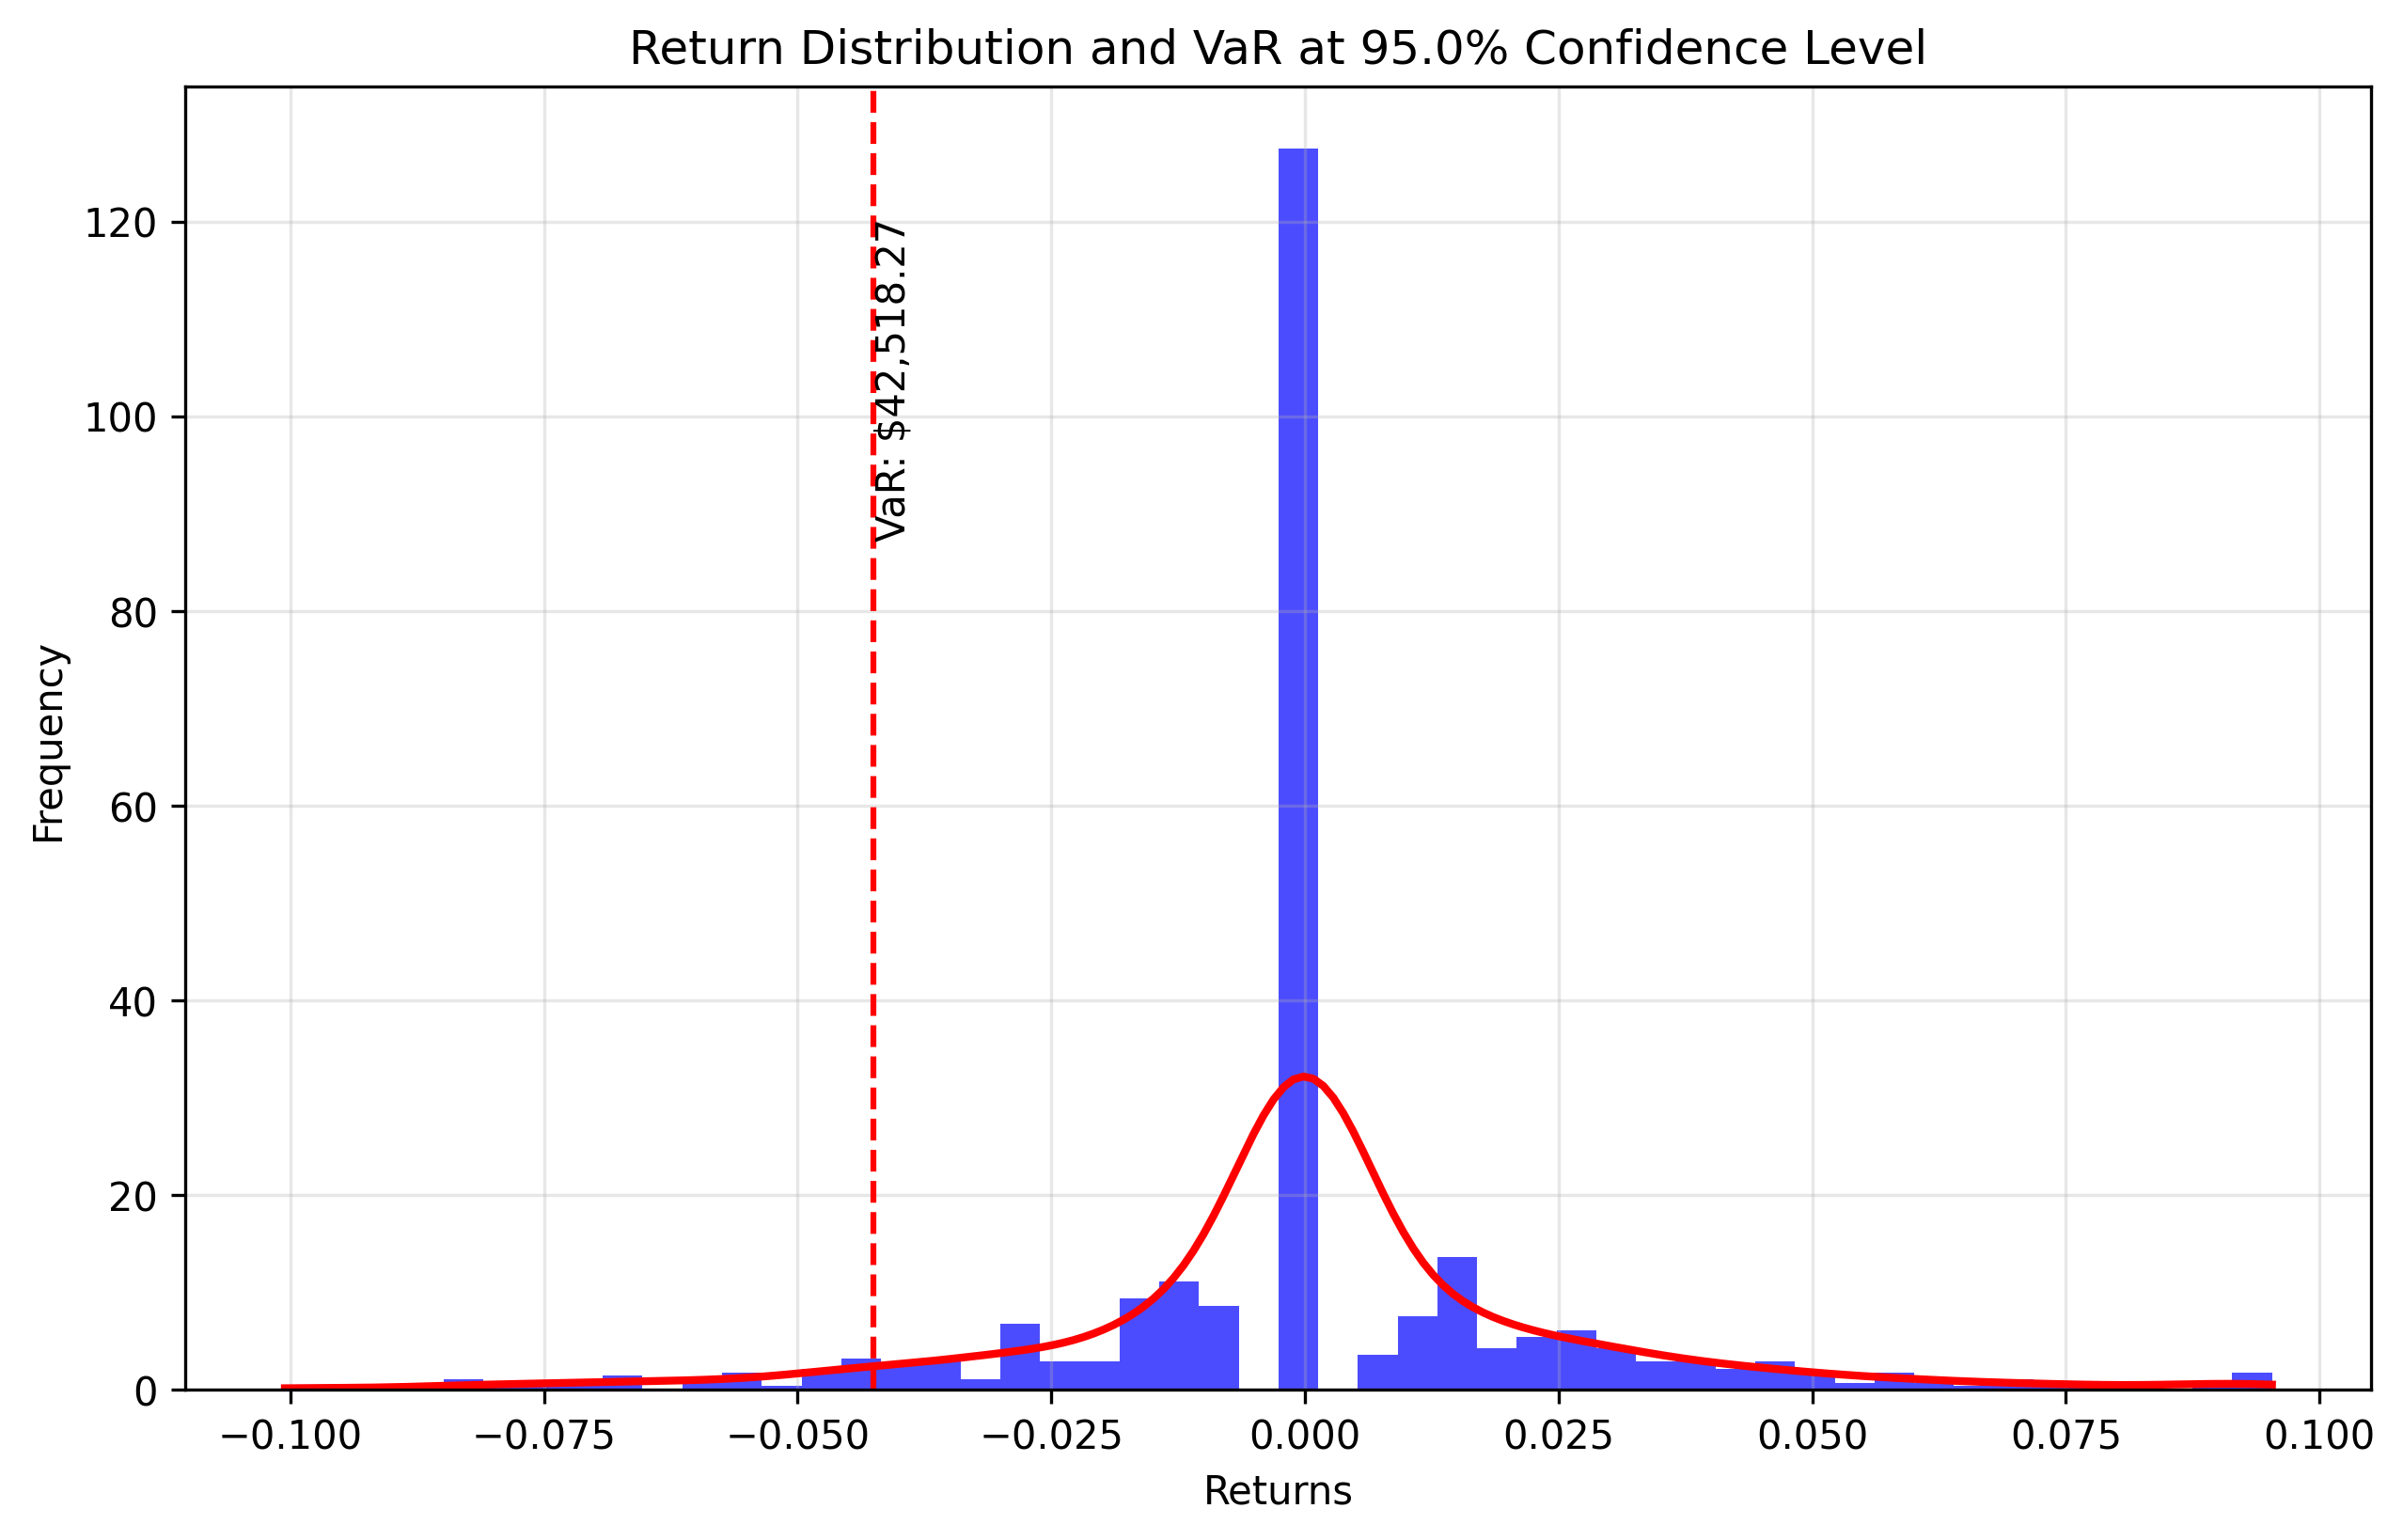 Return Distribution and VaR at 95.0% Confidence Level
120
100
80
60
40
20
0
Frequency
VaR: $42,518.27
−0.100 −0.075 −0.050 −0.025 0.000 0.025 0.050 0.075 0.100
Returns